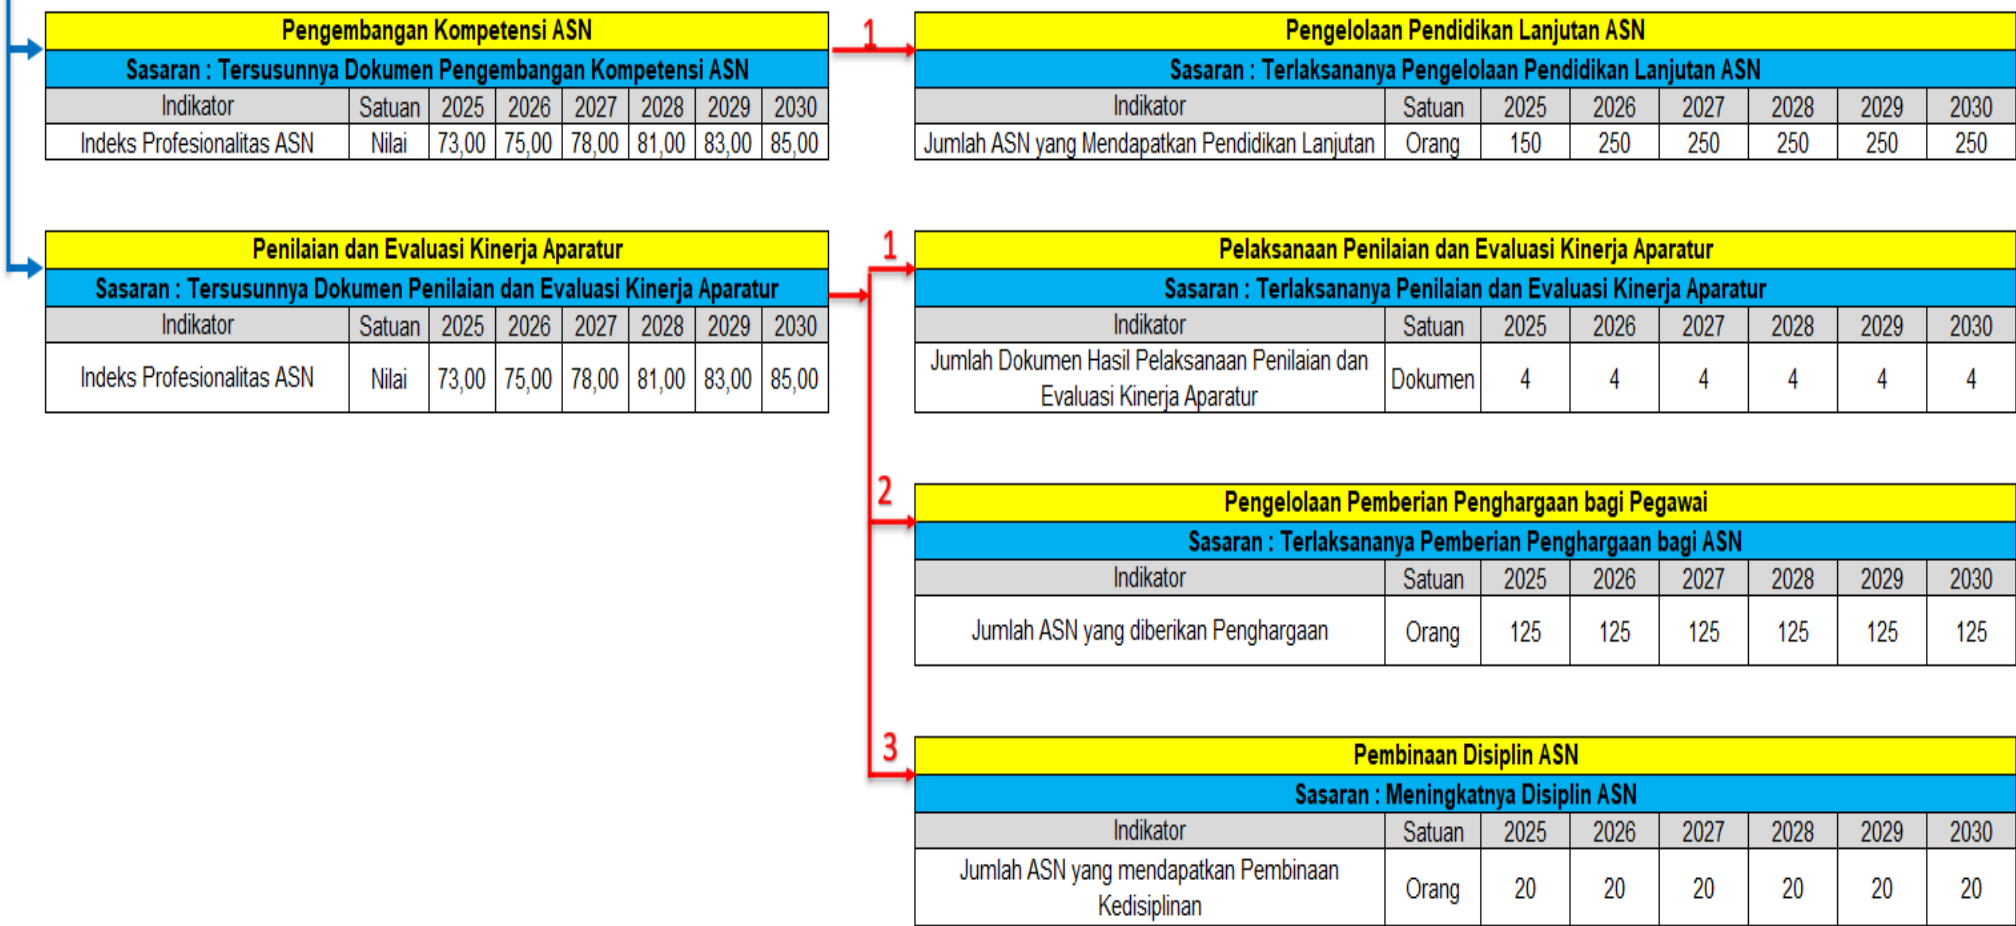 Pengembangan Kompetensi ASN
Sasaran : Tersusunnya Dokumen Pengembangan Kompetensi ASN
Indikator Satuan 2025 2026 2027 2028 2029 2030
Indeks Profesionalitas ASN Nilai 73,00 75,00 78,00 81,00 83,00 85,00
1
Pengelolaan Pendidikan Lanjutan ASN
Sasaran : Terlaksananya Pengelolaan Pendidikan Lanjutan ASN
Indikator Satuan 2025 2026 2027 2028 2029 2030
Jumlah ASN yang Mendapatkan Pendidikan Lanjutan Orang 150 250 250 250 250 250
Penilaian dan Evaluasi Kinerja Aparatur
Sasaran : Tersusunnya Dokumen Penilaian dan Evaluasi Kinerja Aparatur
Indikator Satuan 2025 2026 2027 2028 2029 2030
Indeks Profesionalitas ASN Nilai 73,00 75,00 78,00 81,00 83,00 85,00
1
Pelaksanaan Penilaian dan Evaluasi Kinerja Aparatur
Sasaran : Terlaksananya Penilaian dan Evaluasi Kinerja Aparatur
Indikator Satuan 2025 2026 2027 2028 2029 2030
Jumlah Dokumen Hasil Pelaksanaan Penilaian dan
Evaluasi Kinerja Aparatur Dokumen 4 4 4 4 4 4
2
Pengelolaan Pemberian Penghargaan bagi Pegawai
Sasaran : Terlaksananya Pemberian Penghargaan bagi ASN
Indikator Satuan 2025 2026 2027 2028 2029 2030
Jumlah ASN yang diberikan Penghargaan Orang 125 125 125 125 125 125
3
Pembinaan Disiplin ASN
Sasaran : Meningkatnya Disiplin ASN
Indikator Satuan 2025 2026 2027 2028 2029 2030
Jumlah ASN yang mendapatkan Pembinaan
Kedisiplinan Orang 20 20 20 20 20 20